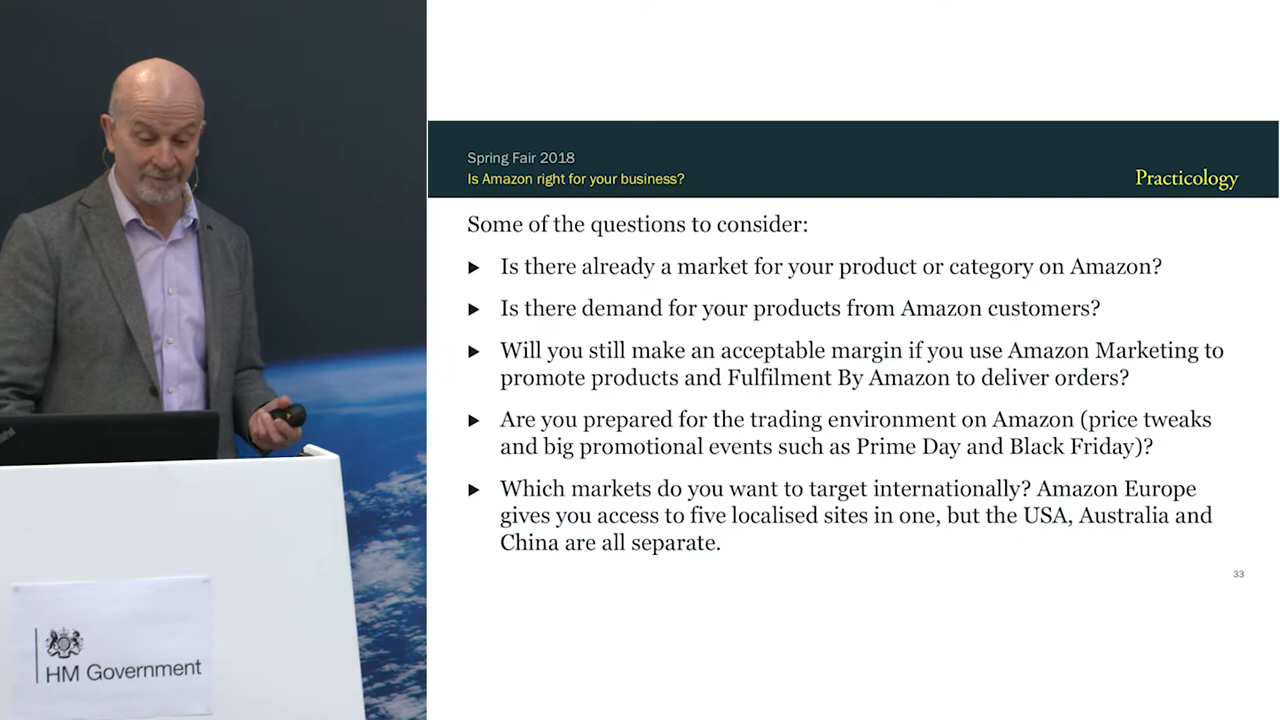 Spring Fair 2018
Is Amazon right for your business?
Practicology
Some of the questions to consider:
Is there already a market for your product or category on Amazon?
Is there demand for your products from Amazon customers?
Will you still make an acceptable margin if you use Amazon Marketing to
promote products and Fulfilment By Amazon to deliver orders?
Are you prepared for the trading environment on Amazon (price tweaks
and big promotional events such as Prime Day and Black Friday)?
Which markets do you want to target internationally? Amazon Europe
gives you access to five localised sites in one, but the USA, Australia and
China are all separate.
33
HM Government